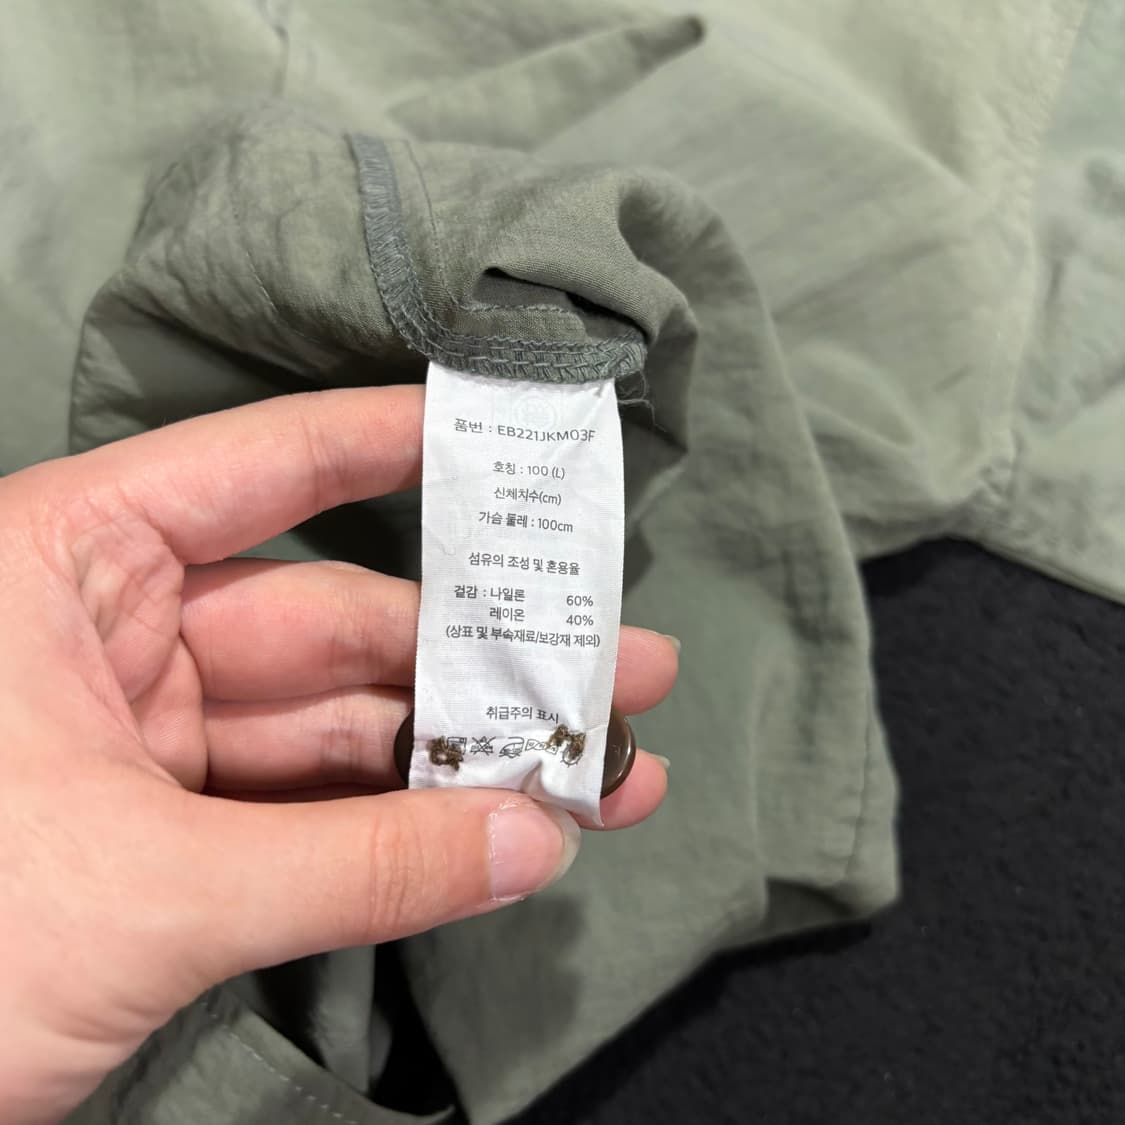 품번 : EB221JKM03F
호칭 : 100 (L)
신체치수(cm)
가슴 둘레 : 100cm
섬유의 조성 및 혼용율
겉감 : 나일론 60%
레이온 40%
(상표 및 부속재료/보강재 제외)
취급주의 표시